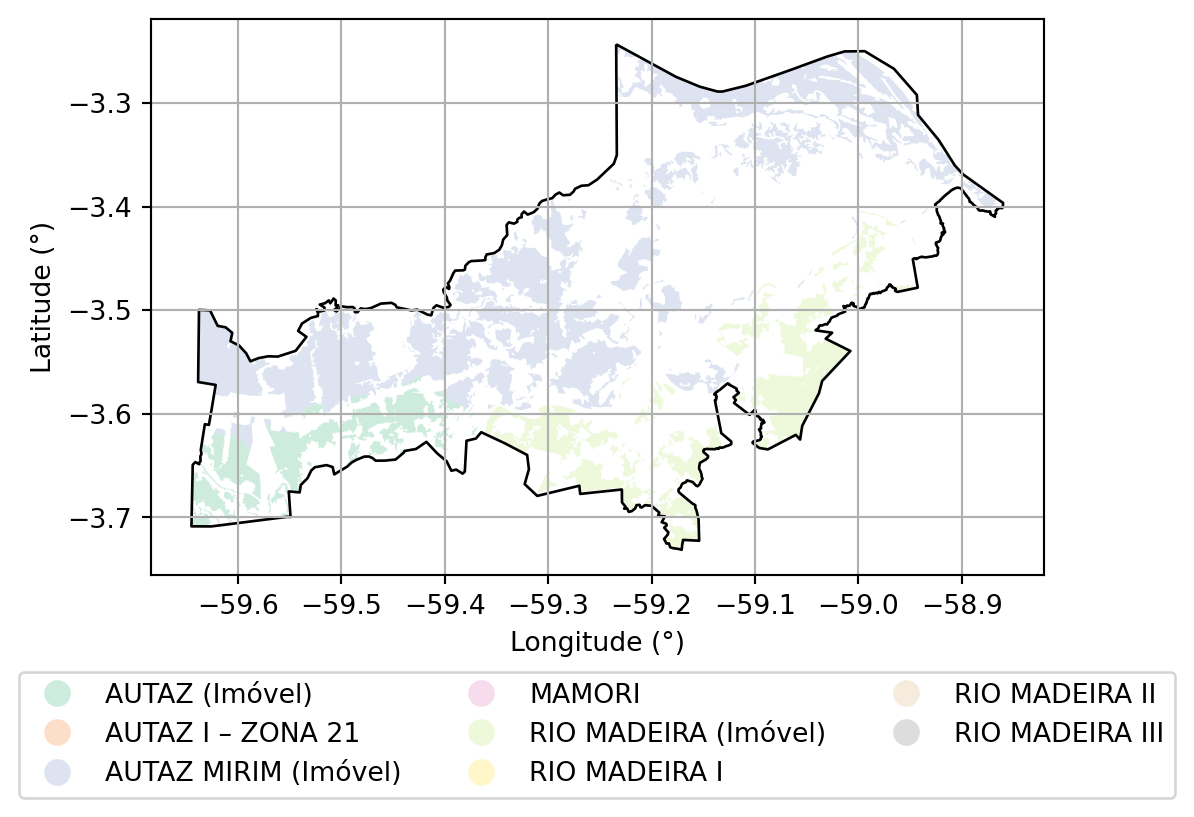 −3.3
−3.4
−3.5
−3.6
−3.7
Latitude (°)
−59.6 −59.5 −59.4 −59.3 −59.2 −59.1 −59.0 −58.9
Longitude (°)
AUTAZ (Imóvel)
AUTAZ I – ZONA 21
AUTAZ MIRIM (Imóvel)
MAMORI
RIO MADEIRA (Imóvel)
RIO MADEIRA I
RIO MADEIRA II
RIO MADEIRA III